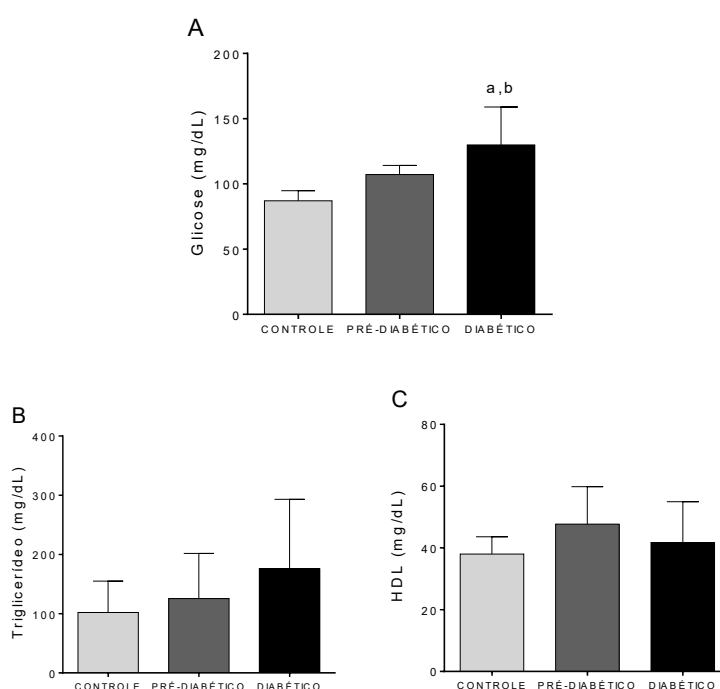 A
Glicose (mg/dL)
200
150
100
50
0
a,b
CONTROLE PRÉ-DIABÉTICO DIABÉTICO
B
Triglicerídeo (mg/dL)
400
300
200
100
0
CONTROLE PRÉ-DIABÉTICO DIABÉTICO
C
HDL (mg/dL)
80
60
40
20
0
CONTROLE PRÉ-DIABÉTICO DIABÉTICO